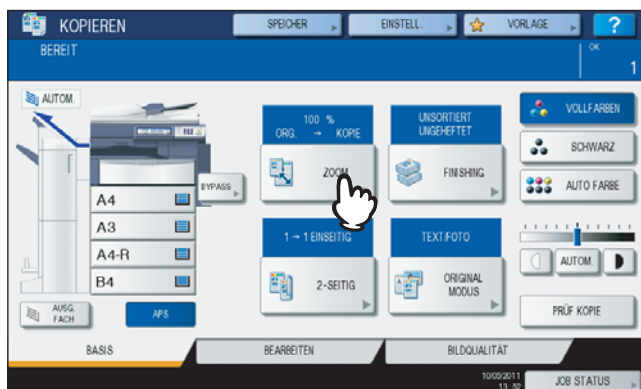 KOPIEREN
SPEICHER
EINSTELL.
VORLAGE
?
BEREIT
OK
1
AUTOM.
100 %
ORG. → KOPIE
UNSORTIERT
UNGEHEFTET
VOLLFARBEN
ZOOM
FINISHING
SCHWARZ
BYPASS
AUTO FARBE
A4
A3
A4-R
B4
1 → 1 EINSEITIG
TEXT/FOTO
AUTOM.
2-SEITIG
ORIGINAL
MODUS
AUSG.
FACH
APS
PRÜF KOPIE
BASIS
BEARBEITEN
BILDQUALITÄT
10/05/2011
13:52
JOB STATUS